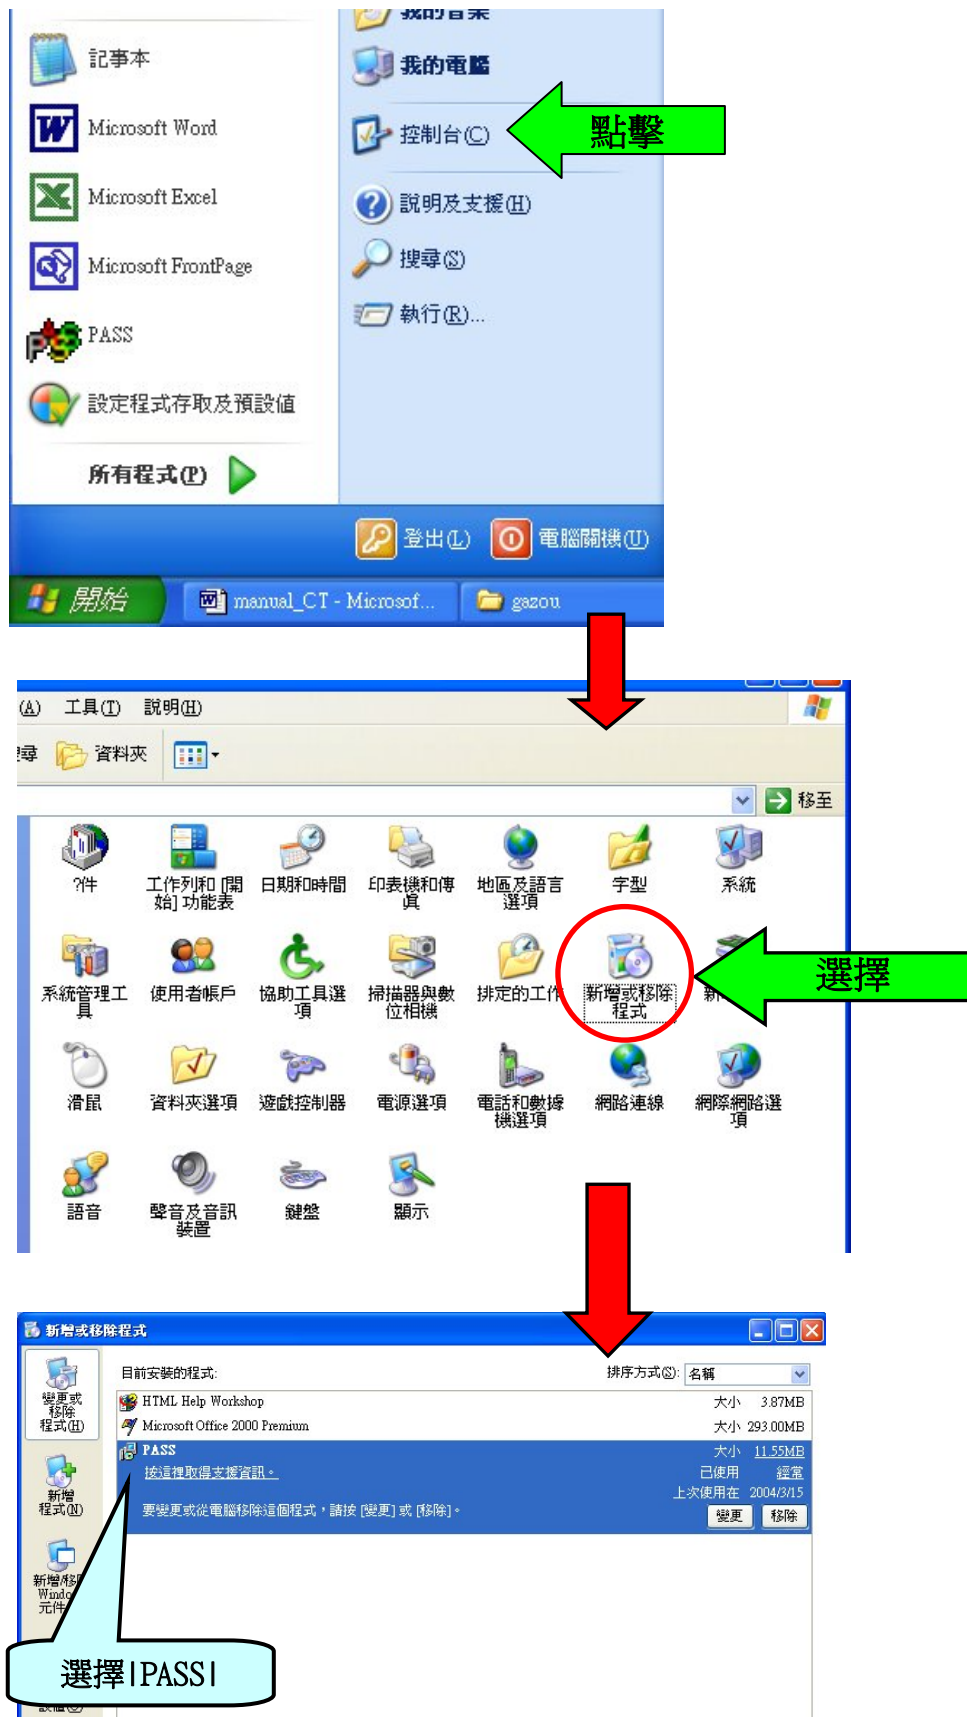 我的音樂
記事本
我的電腦
Microsoft Word
控制台(C)
點擊
Microsoft Excel
說明及支援(H)
Microsoft FrontPage
搜尋(S)
PASS
執行(R)...
設定程式存取及預設值
所有程式(P)
登出(L)
電腦關機(U)
開始
manual_CT - Microsof...
gazou
(A) 工具(T) 說明(H)
尋 資料夾
移至
?件
工作列和 [開
始] 功能表
日期和時間
印表機和傳
真
地區及語言
選項
字型
系統
系統管理工
具
使用者帳戶
協助工具選
項
掃描器與數
位相機
排定的工作
新增或移除
程式
選擇
滑鼠
資料夾選項
遊戲控制器
電源選項
電話和數據
機選項
網路連線
網際網路選
項
語音
聲音及音訊
裝置
鍵盤
顯示
新增或移除程式
變更或
移除
程式(H)
新增
程式(N)
新增/移
Windo
元件
目前安裝的程式:
排序方式(S): 名稱
HTML Help Workshop 大小 3.87MB
Microsoft Office 2000 Premium 大小 293.00MB
PASS 大小 11.55MB
按這裡取得支援資訊。 已使用 經常
上次使用在 2004/3/15
要變更或從電腦移除這個程式，請按 [變更] 或 [移除]。
變更 移除
選擇|PASS|